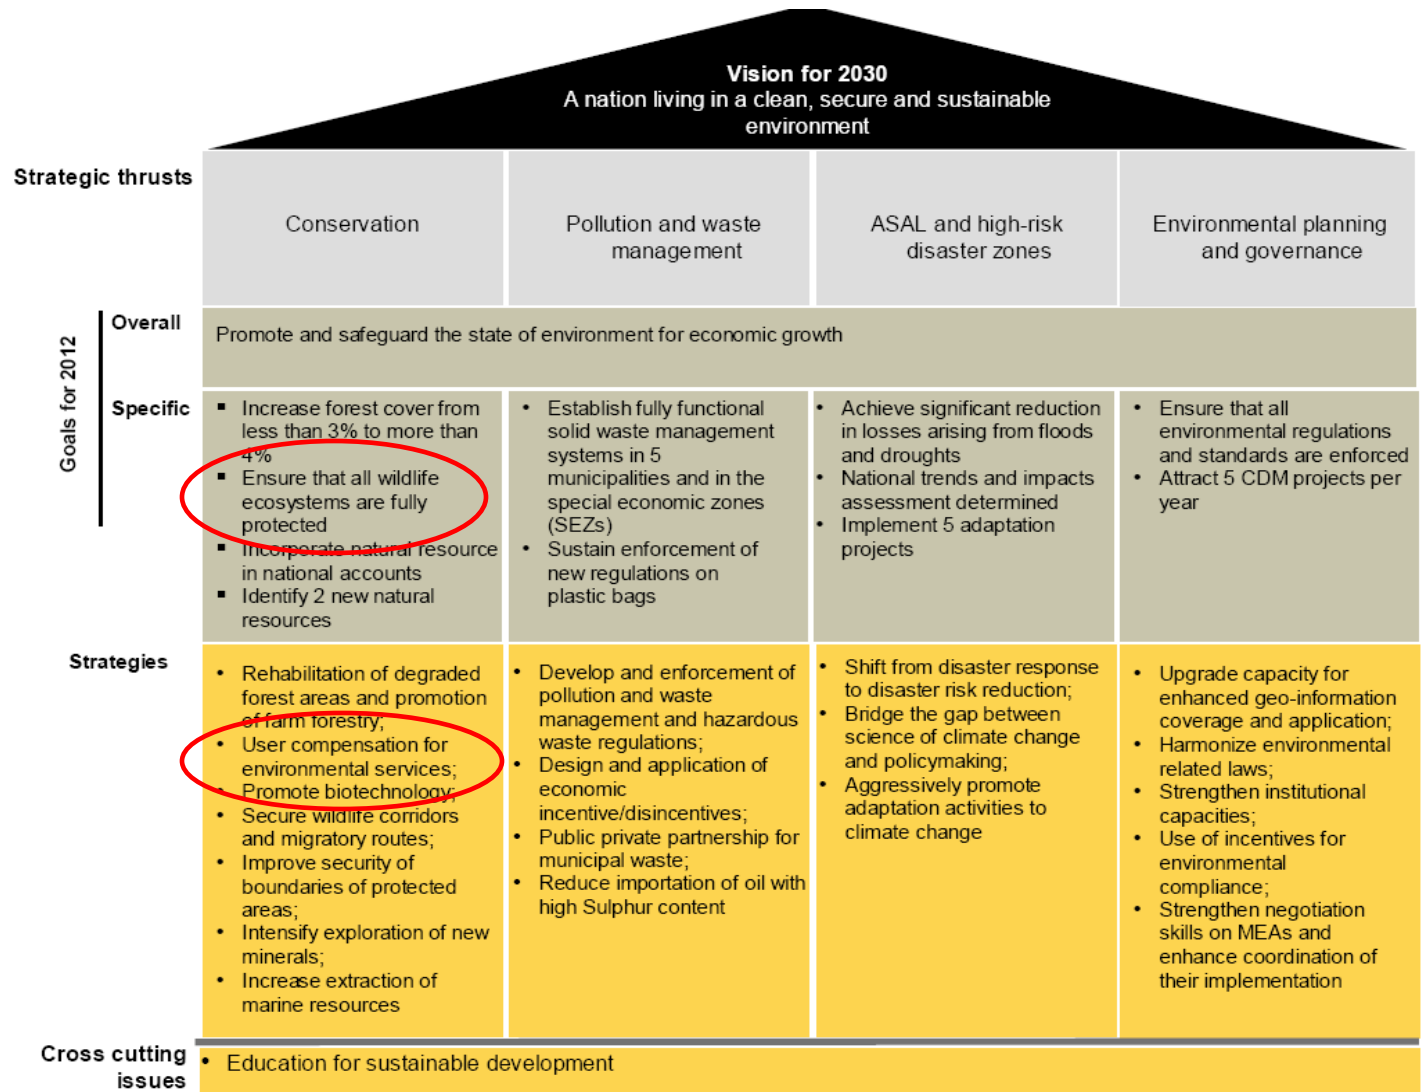 Vision for 2030
A nation living in a clean, secure and sustainable
environment
Strategic thrusts
Conservation
Pollution and waste
management
ASAL and high-risk
disaster zones
Environmental planning
and governance
Goals for 2012
Overall
Promote and safeguard the state of environment for economic growth
Specific
▪ Increase forest cover from
less than 3% to more than
4%
▪ Ensure that all wildlife
ecosystems are fully
protected
▪ Incorporate natural resource
in national accounts
▪ Identify 2 new natural
resources
• Establish fully functional
solid waste management
systems in 5
municipalities and in the
special economic zones
(SEZs)
• Sustain enforcement of
new regulations on
plastic bags
• Achieve significant reduction
in losses arising from floods
and droughts
• National trends and impacts
assessment determined
• Implement 5 adaptation
projects
• Ensure that all
environmental regulations
and standards are enforced
• Attract 5 CDM projects per
year
Strategies
• Rehabilitation of degraded
forest areas and promotion
of farm forestry;
• User compensation for
environmental services;
• Promote biotechnology;
• Secure wildlife corridors
and migratory routes;
• Improve security of
boundaries of protected
areas;
• Intensify exploration of new
minerals;
• Increase extraction of
marine resources
• Develop and enforcement of
pollution and waste
management and hazardous
waste regulations;
• Design and application of
economic
incentive/disincentives;
• Public private partnership for
municipal waste;
• Reduce importation of oil with
high Sulphur content
• Shift from disaster response
to disaster risk reduction;
• Bridge the gap between
science of climate change
and policymaking;
• Aggressively promote
adaptation activities to
climate change
• Upgrade capacity for
enhanced geo-information
coverage and application;
• Harmonize environmental
related laws;
• Strengthen institutional
capacities;
• Use of incentives for
environmental
compliance;
• Strengthen negotiation
skills on MEAs and
enhance coordination of
their implementation
Cross cutting
issues
• Education for sustainable development